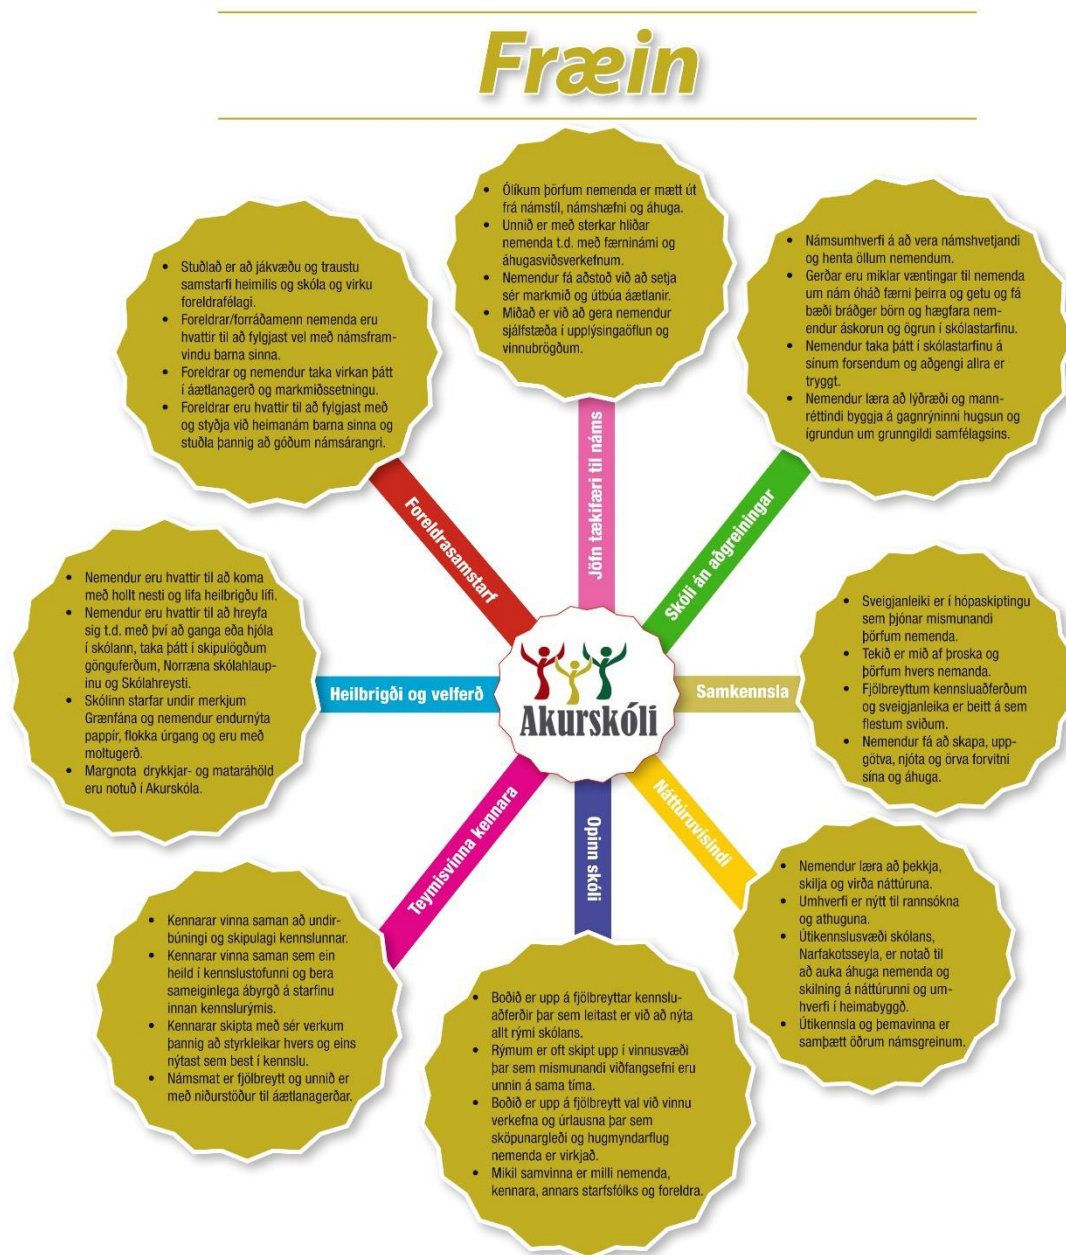 Fræin
• Ólíkum þörfum nemenda er mætt út
frá námstíl, námshæfni og áhuga.
• Unnið er með sterkar hliðar
nemenda t.d. með færninámi og
áhugasviðsverkefnum.
• Nemendur fá aðstoð við að setja
sér markmið og útbúa áætlanir.
• Miðað er við að gera nemendur
sjálfstæða í upplýsingaöflun og
vinnubrögðum.
Jöfn tækifæri til náms
• Námsumhverfi á að vera námshvetjandi
og henta öllum nemendum.
• Gerðar eru miklar væntingar til nemenda
um nám óháð færni þeirra og getu og fá
bæði bráðger börn og hægfara nem-
endur áskorun og ögrun í skólastarfinu.
• Nemendur taka þátt í skólastarfinu á
sínum forsendum og aðgengi allra er
tryggt.
• Nemendur læra að lýðræði og mann-
réttindi byggja á gagnrýninni hugsun og
ígrundun um grunngildi samfélagsins.
Skóli án aðgreiningar
• Sveigjanleiki er í hópaskiptingu
sem þjónar mismunandi
þörfum nemenda.
• Tekið er mið af þroska og
þörfum hvers nemanda.
• Fjölbreyttum kennsluaðferðum
og sveigjanleika er beitt á sem
flestum sviðum.
• Nemendur fá að skapa, upp-
götva, njóta og örva forvitni
sína og áhuga.
Samkennsla
• Nemendur læra að þekkja,
skilja og virða náttúruna.
• Umhverfi er nýtt til rannsókna
og athuguna.
• Útikennslusvæði skólans,
Narfakotsseyla, er notað til
að auka áhuga nemenda og
skilning á náttúrunni og um-
hverfi í heimabyggð.
• Útikennsla og þemavinna er
samþætt öðrum námsgreinum.
Náttúruvísindi
• Boðið er upp á fjölbreyttar kennslu-
aðferðir þar sem leitast er við að nýta
allt rými skólans.
• Rýmum er oft skipt upp í vinnusvæði
þar sem mismunandi viðfangsefni eru
unnin á sama tíma.
• Boðið er upp á fjölbreytt val við vinnu
verkefna og úrlausna þar sem
sköpunargleði og hugmyndarflug
nemenda er virkjað.
• Mikil samvinna er milli nemenda,
kennara, annars starfsfólks og foreldra.
Opinn skóli
• Kennarar vinna saman að undir-
búningi og skipulagi kennslunnar.
• Kennarar vinna saman sem ein
heild í kennslustofunni og bera
sameiginlega ábyrgð á starfinu
innan kennslurýmis.
• Kennarar skipta með sér verkum
þannig að styrkleikar hvers og eins
nýtast sem best í kennslu.
• Námsmat er fjölbreytt og unnið er
með niðurstöður til áætlanagerðar.
Teymisvinna kennara
• Nemendur eru hvattir til að koma
með hollt nesti og lifa heilbrigðu lífi.
• Nemendur eru hvattir til að hreyfa
sig t.d. með því að ganga eða hjóla
í skólann, taka þátt í skipulögðum
gönguferðum, Norræna skólahlaup-
inu og Skólahreysti.
• Skólinn starfar undir merkjum
Grænfána og nemendur endurnýta
pappír, flokka úrgang og eru með
moltugerð.
• Margnota drykkjar- og mataráhöld
eru notuð í Akurskóla.
Heilbrigði og velferð
• Stuðlað er að jákvæðu og traustu
samstarfi heimilis og skóla og virku
foreldrafélagi.
• Foreldrar/forráðamenn nemenda eru
hvattir til að fylgjast vel með námsfram-
vindu barna sinna.
• Foreldrar og nemendur taka virkan þátt
í áætlanagerð og markmiðssetningu.
• Foreldrar eru hvattir til að fylgjast með
og styðja við heimanám barna sinna og
stuðla þannig að góðum námsárangri.
Foreldrasamstarf
Akurskóli